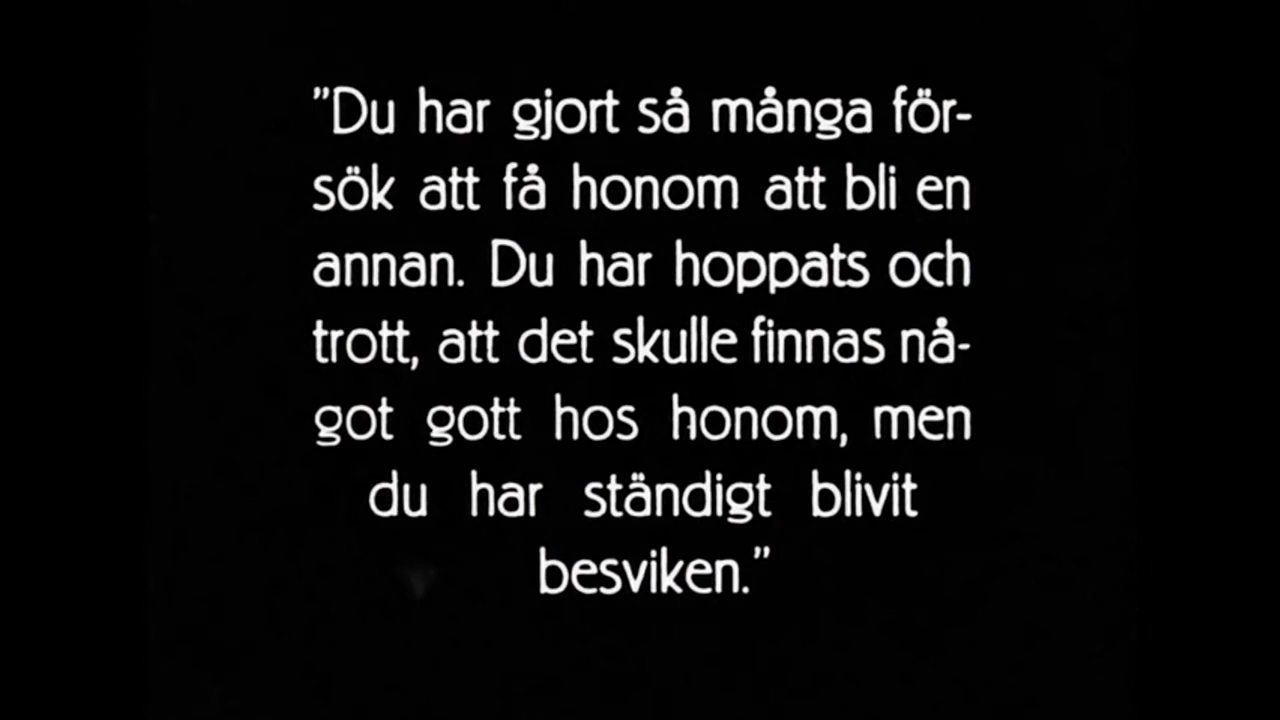 ”Du har gjort så många för-
sök att få honom att bli en
annan. Du har hoppats och
trott, att det skulle finnas nå-
got gott hos honom, men
du har ständigt blivit
besviken.”